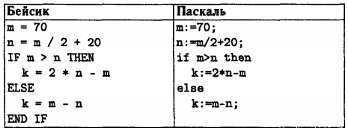 Бейсик
m = 70
n = m / 2 + 20
IF m > n THEN
k = 2 * n - m
ELSE
k = m - n
END IF
Паскаль
m:=70;
n:=m/2+20;
if m>n then
k:=2*n-m
else
k:=m-n;